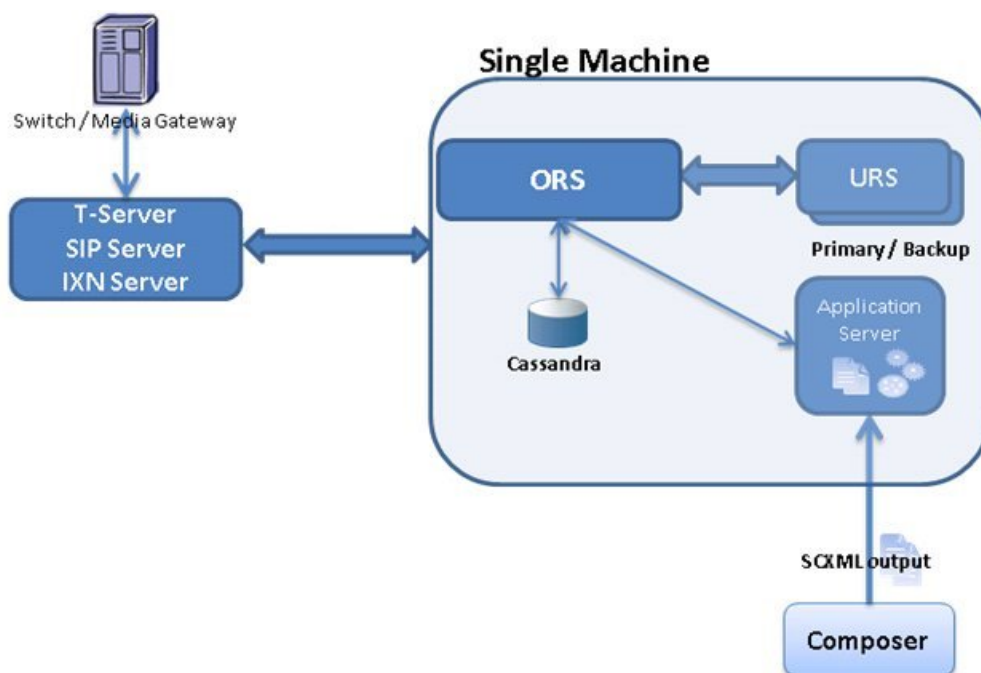 Single Machine
Switch / Media Gateway
T-Server
SIP Server
IXN Server
ORS
URS
Primary / Backup
Cassandra
Application
Server
SCXML output
Composer